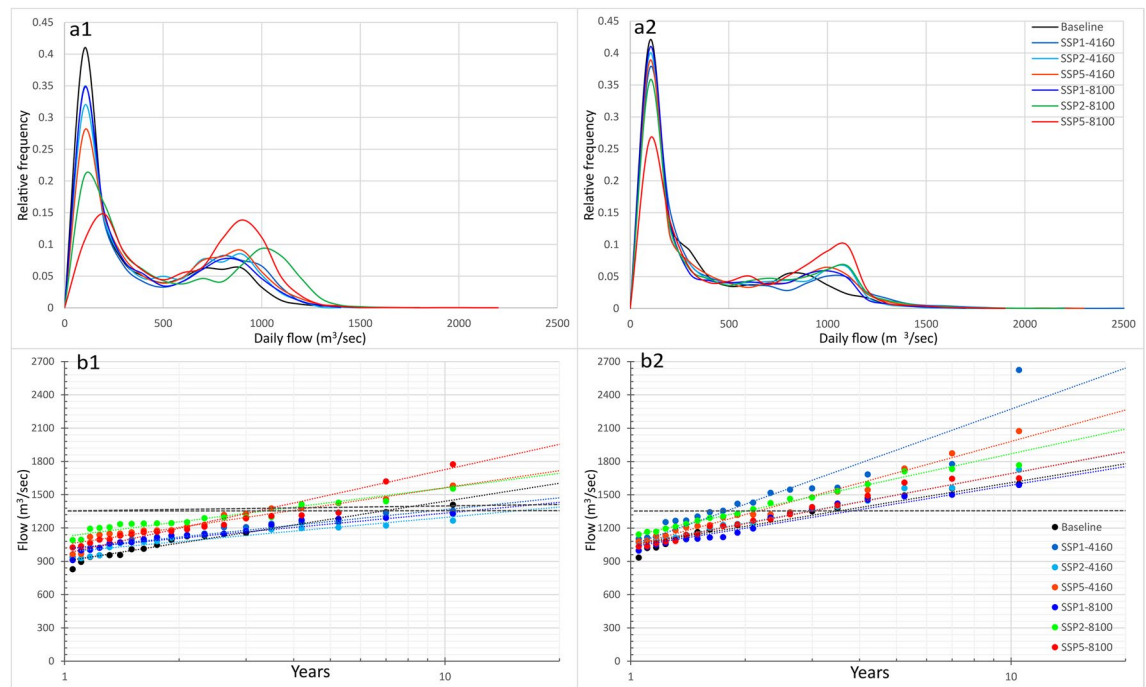 a1
0.45
0.4
0.35
0.3
0.25
0.2
0.15
0.1
0.05
0
Relative frequency
0 500 1000 1500 2000 2500
Daily flow (m³/sec)
a2
0.45
0.4
0.35
0.3
0.25
0.2
0.15
0.1
0.05
0
Relative frequency
0 500 1000 1500 2000 2500
Daily flow (m ³/sec)
Baseline
SSP1-4160
SSP2-4160
SSP5-4160
SSP1-8100
SSP2-8100
SSP5-8100
b1
2700
2400
2100
1800
1500
1200
900
600
300
0
Flow (m³/sec)
1 10
Years
b2
2700
2400
2100
1800
1500
1200
900
600
300
0
Flow (m³/sec)
1 10
Years
Baseline
SSP1-4160
SSP2-4160
SSP5-4160
SSP1-8100
SSP2-8100
SSP5-8100